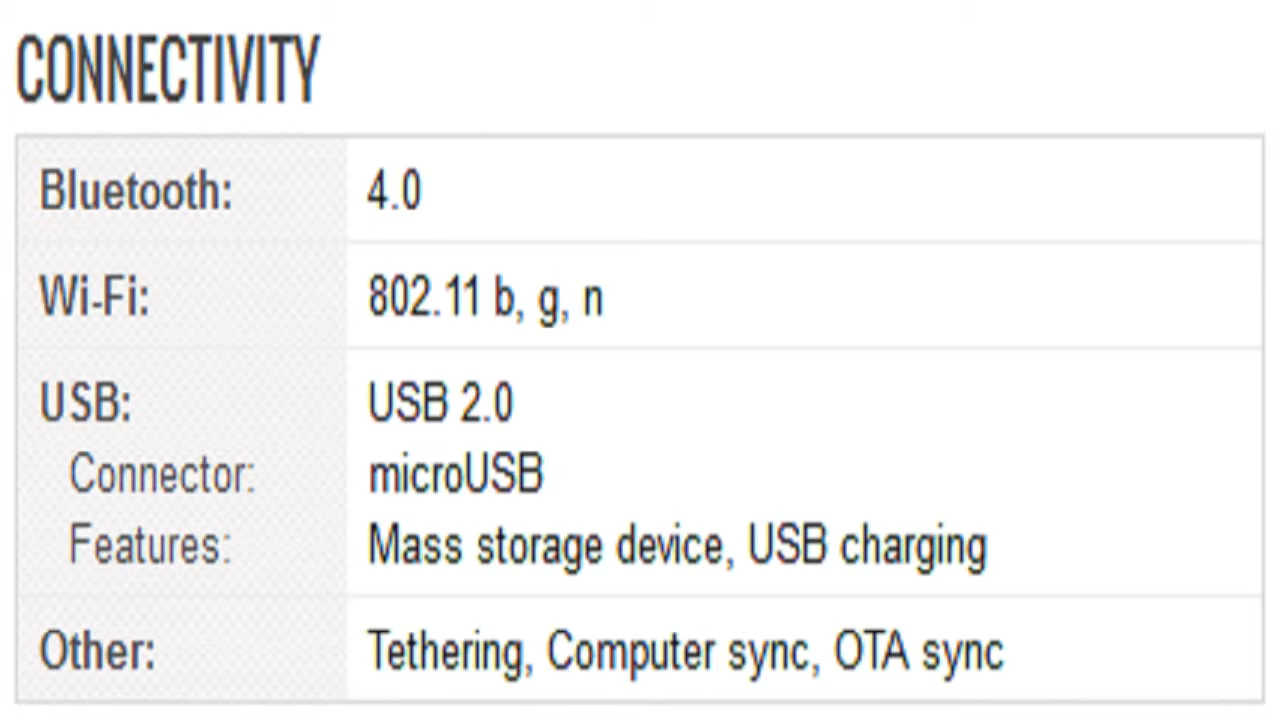 CONNECTIVITY
Bluetooth: 4.0
Wi-Fi: 802.11 b, g, n
USB: USB 2.0
Connector: microUSB
Features: Mass storage device, USB charging
Other: Tethering, Computer sync, OTA sync